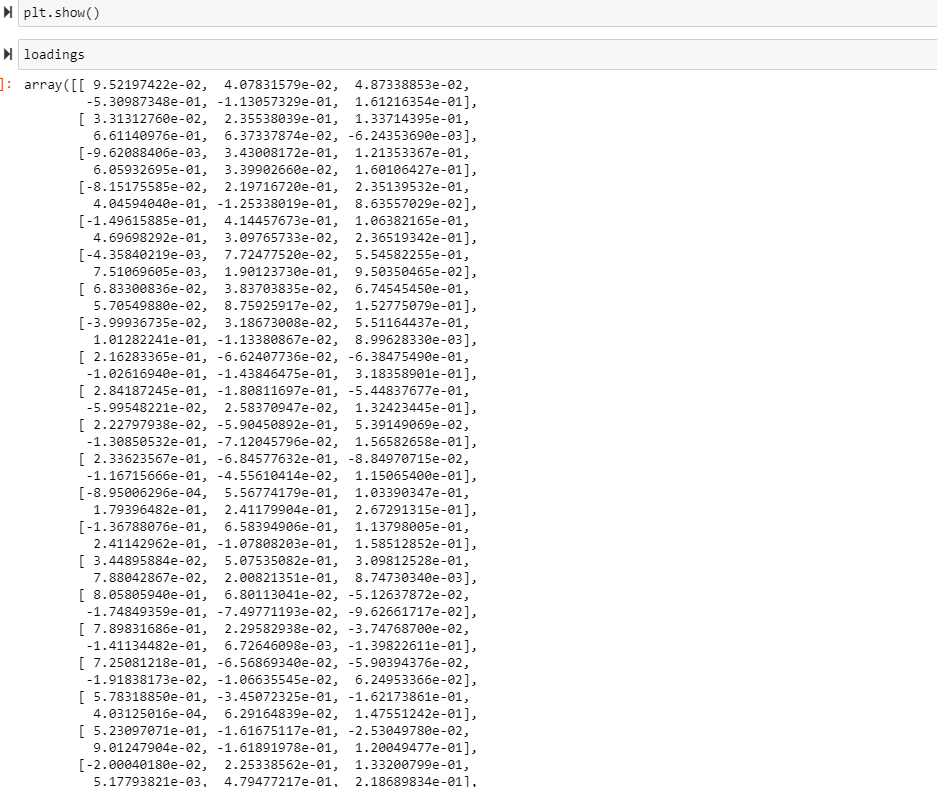 plt.show()
loadings
]: array([[ 9.52197422e-02,  4.07831579e-02,  4.87338853e-02,
-5.30987348e-01, -1.13057329e-01,  1.61216354e-01],
[ 3.31312760e-02,  2.35538039e-01,  1.33714395e-01,
6.61140976e-01,  6.37337874e-02, -6.24353690e-03],
[-9.62088406e-03,  3.43008172e-01,  1.21353367e-01,
6.05932695e-01,  3.39902660e-02,  1.60106427e-01],
[-8.15175585e-02,  2.19716720e-01,  2.35139532e-01,
4.04594040e-01, -1.25338019e-01,  8.63557029e-02],
[-1.49615885e-01,  4.14457673e-01,  1.06382165e-01,
4.69698292e-01,  3.09765733e-02,  2.36519342e-01],
[-4.35840219e-03,  7.72477520e-02,  5.54582255e-01,
7.51069605e-03,  1.90123730e-01,  9.50350465e-02],
[ 6.83300836e-02,  3.83703835e-02,  6.74545450e-01,
5.70549880e-02,  8.75925917e-02,  1.52775079e-01],
[-3.99936735e-02,  3.18673008e-02,  5.51164437e-01,
1.01282241e-01, -1.13380867e-02,  8.99628330e-03],
[ 2.16283365e-01, -6.62407736e-02, -6.38475490e-01,
-1.02616940e-01, -1.43846475e-01,  3.18358901e-01],
[ 2.84187245e-01, -1.80811697e-01, -5.44837677e-01,
-5.99548221e-02,  2.58370947e-02,  1.32423445e-01],
[ 2.22797938e-02, -5.90450892e-01,  5.39149069e-02,
-1.30850532e-01, -7.12045796e-02,  1.56582658e-01],
[ 2.33623567e-01, -6.84577632e-01, -8.84970715e-02,
-1.16715666e-01, -4.55610414e-02,  1.15065400e-01],
[-8.95006296e-04,  5.56774179e-01,  1.03390347e-01,
1.79396482e-01,  2.41179904e-01,  2.67291315e-01],
[-1.36788076e-01,  6.58394906e-01,  1.13798005e-01,
2.41142962e-01, -1.07808203e-01,  1.58512852e-01],
[ 3.44895884e-02,  5.07535082e-01,  3.09812528e-01,
7.88042867e-02,  2.00821351e-01,  8.74730340e-03],
[ 8.05805940e-01,  6.80113041e-02, -5.12637872e-02,
-1.74849359e-01, -7.49771193e-02, -9.62661717e-02],
[ 7.89831686e-01,  2.29582938e-02, -3.74768700e-02,
-1.41134482e-01,  6.72646098e-03, -1.39822611e-01],
[ 7.25081218e-01, -6.56869340e-02, -5.90394376e-02,
-1.91838173e-02, -1.06635545e-02,  6.24953366e-02],
[ 5.78318850e-01, -3.45072325e-01, -1.62173861e-01,
4.03125016e-04,  6.29164839e-02,  1.47551242e-01],
[ 5.23097071e-01, -1.61675117e-01, -2.53049780e-02,
9.01247904e-02, -1.61891978e-01,  1.20049477e-01],
[-2.00040180e-02,  2.25338562e-01,  1.33200799e-01,
5.17793821e-03,  4.79477217e-01,  2.18689834e-01],